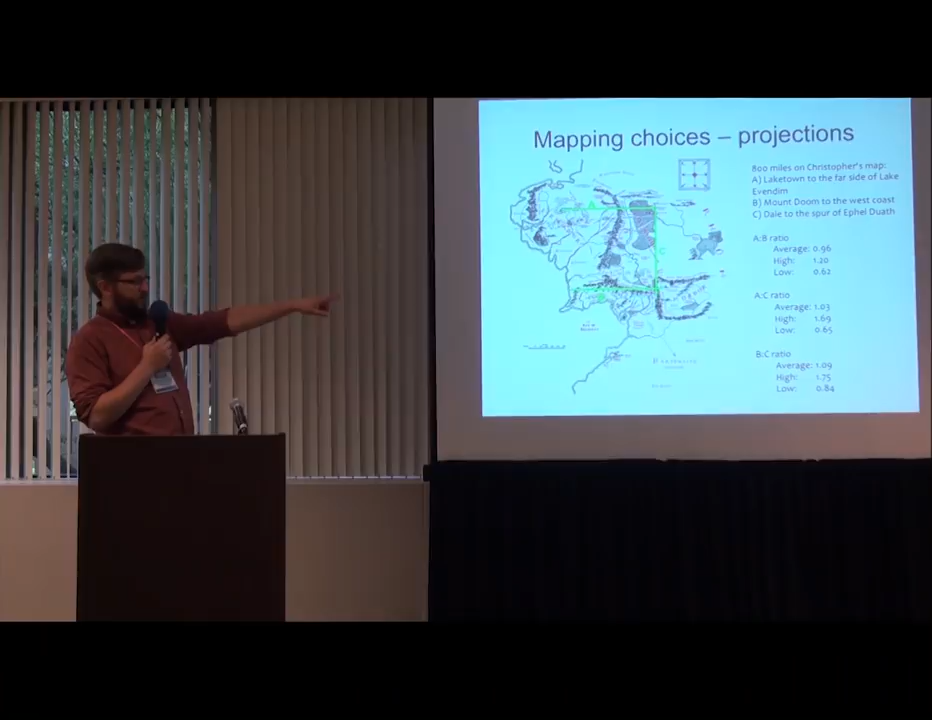 Mapping choices – projections
800 miles on Christopher's map:
A) Laketown to the far side of Lake
Evendim
B) Mount Doom to the west coast
C) Dale to the spur of Ephel Duath
A:B ratio
Average: 0.96
High: 1.20
Low: 0.62
A:C ratio
Average: 1.03
High: 1.69
Low: 0.65
B:C ratio
Average: 1.09
High: 1.75
Low: 0.84
A
B
C